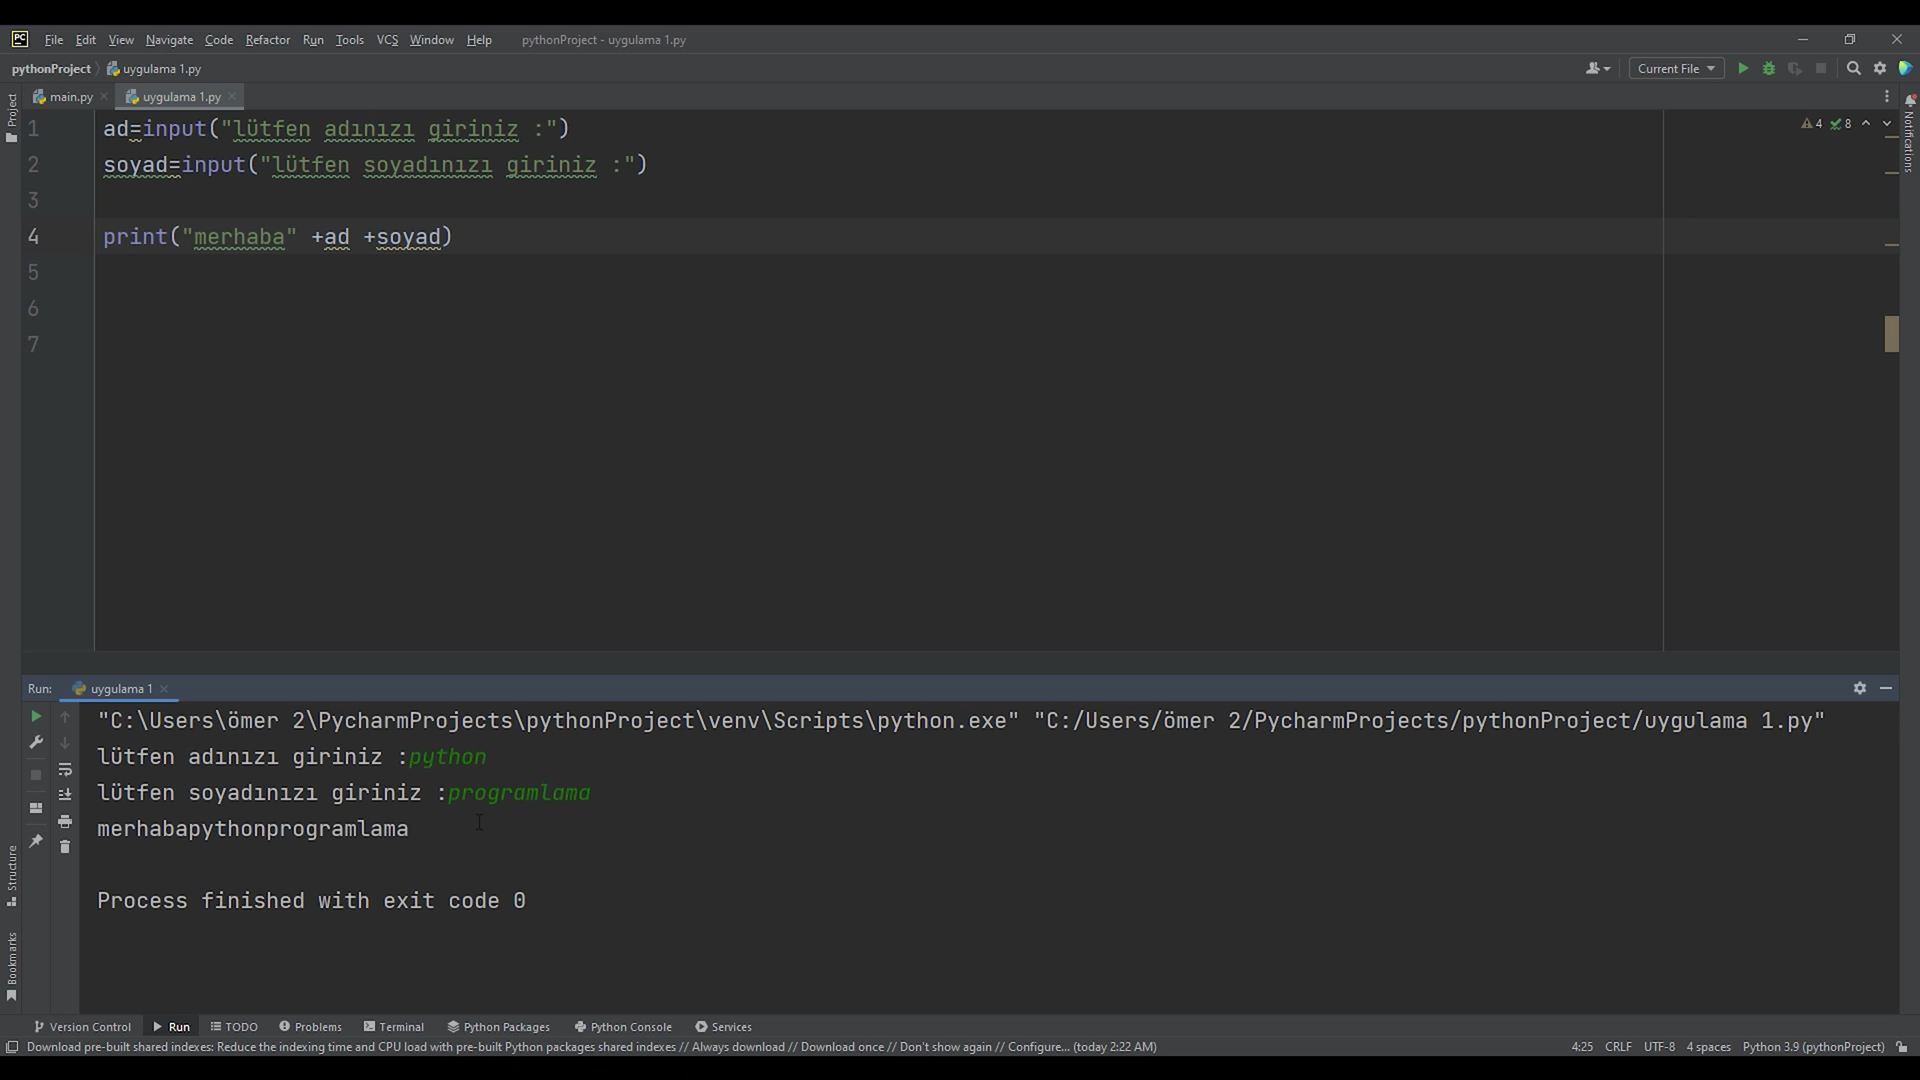 PC File Edit View Navigate Code Refactor Run Tools VCS Window Help pythonProject - uygulama 1.py
pythonProject uygulama 1.py Current File
main.py uygulama 1.py
Project
Notifications
4 8
1 ad=input("lütfen adınızı giriniz :")
2 soyad=input("lütfen soyadınızı giriniz :")
3
4 print("merhaba" +ad +soyad)
5
6
7
Run: uygulama 1
"C:\Users\ömer 2\PycharmProjects\pythonProject\venv\Scripts\python.exe" "C:/Users/ömer 2/PycharmProjects/pythonProject/uygulama 1.py"
lütfen adınızı giriniz :python
lütfen soyadınızı giriniz :programlama
merhabapythonprogramlama
Process finished with exit code 0
Structure
Bookmarks
Version Control Run TODO Problems Terminal Python Packages Python Console Services
Download pre-built shared indexes: Reduce the indexing time and CPU load with pre-built Python packages shared indexes // Always download // Download once // Don't show again // Configure... (today 2:22 AM) 4:25 CRLF UTF-8 4 spaces Python 3.9 (pythonProject)